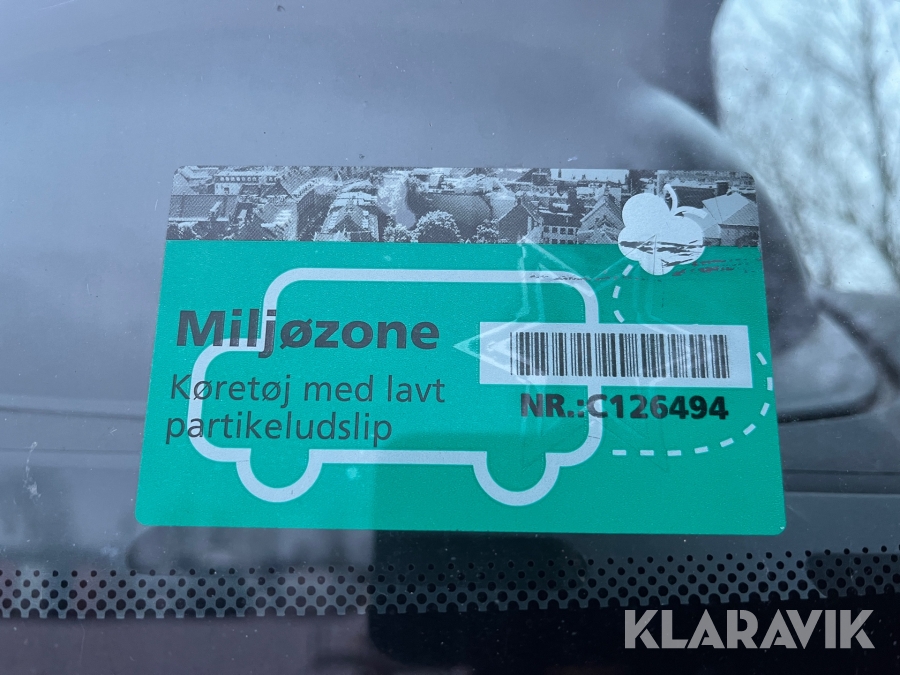 Miljøzone
Køretøj med lavt
partikeludslip
NR.:C126494
KLARAVIK